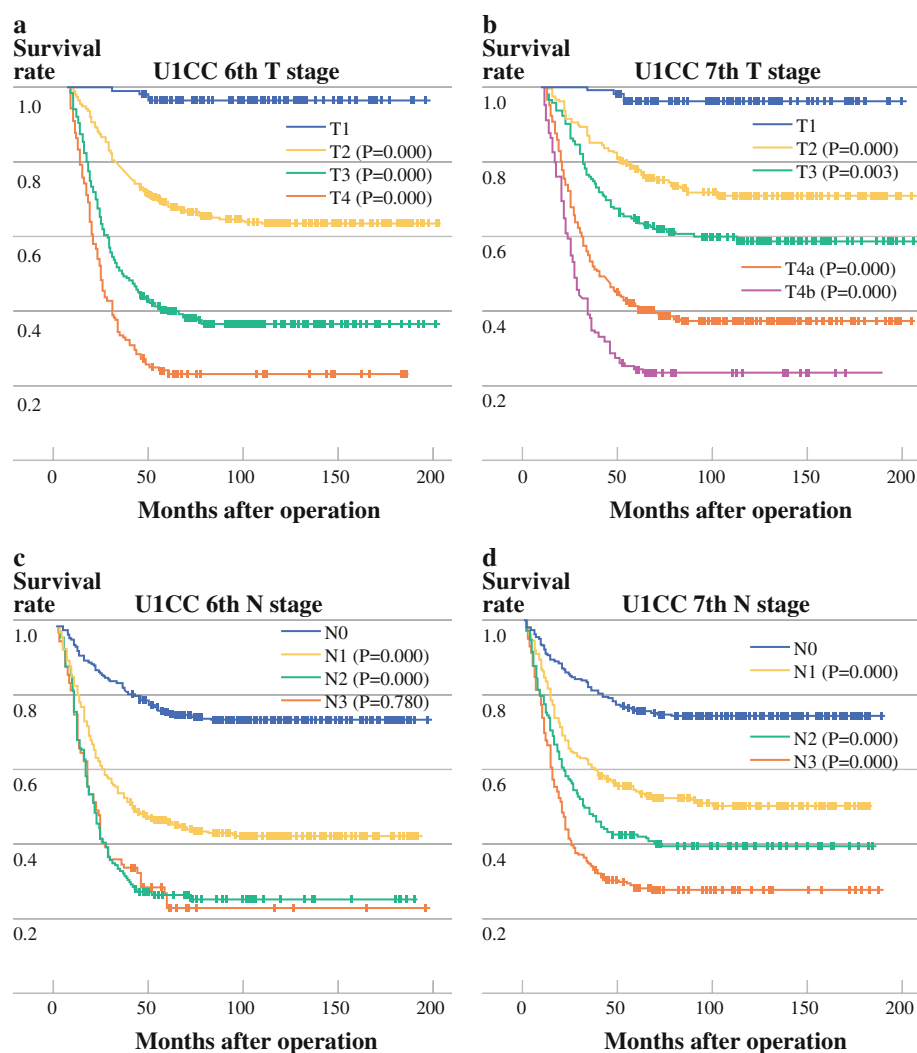 a
Survival
rate
U1CC 6th T stage
1.0
0.8
0.6
0.4
0.2
T1
T2 (P=0.000)
T3 (P=0.000)
T4 (P=0.000)
0 50 100 150 200
Months after operation
b
Survival
rate
U1CC 7th T stage
1.0
0.8
0.6
0.4
0.2
T1
T2 (P=0.000)
T3 (P=0.003)
T4a (P=0.000)
T4b (P=0.000)
0 50 100 150 200
Months after operation
c
Survival
rate
U1CC 6th N stage
1.0
0.8
0.6
0.4
0.2
N0
N1 (P=0.000)
N2 (P=0.000)
N3 (P=0.780)
0 50 100 150 200
Months after operation
d
Survival
rate
U1CC 7th N stage
1.0
0.8
0.6
0.4
0.2
N0
N1 (P=0.000)
N2 (P=0.000)
N3 (P=0.000)
0 50 100 150 200
Months after operation